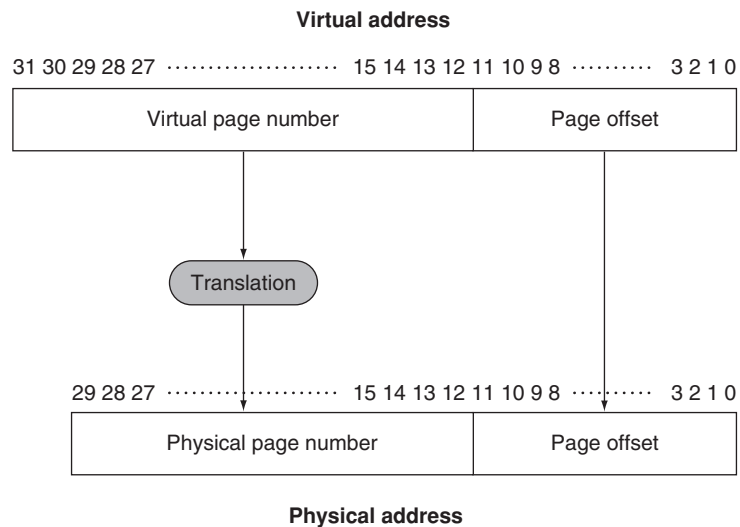 Virtual address
31 30 29 28 27 ····················· 15 14 13 12 11 10 9 8 ·········· 3 2 1 0
Virtual page number Page offset
Translation
29 28 27 ····················· 15 14 13 12 11 10 9 8 ·········· 3 2 1 0
Physical page number Page offset
Physical address